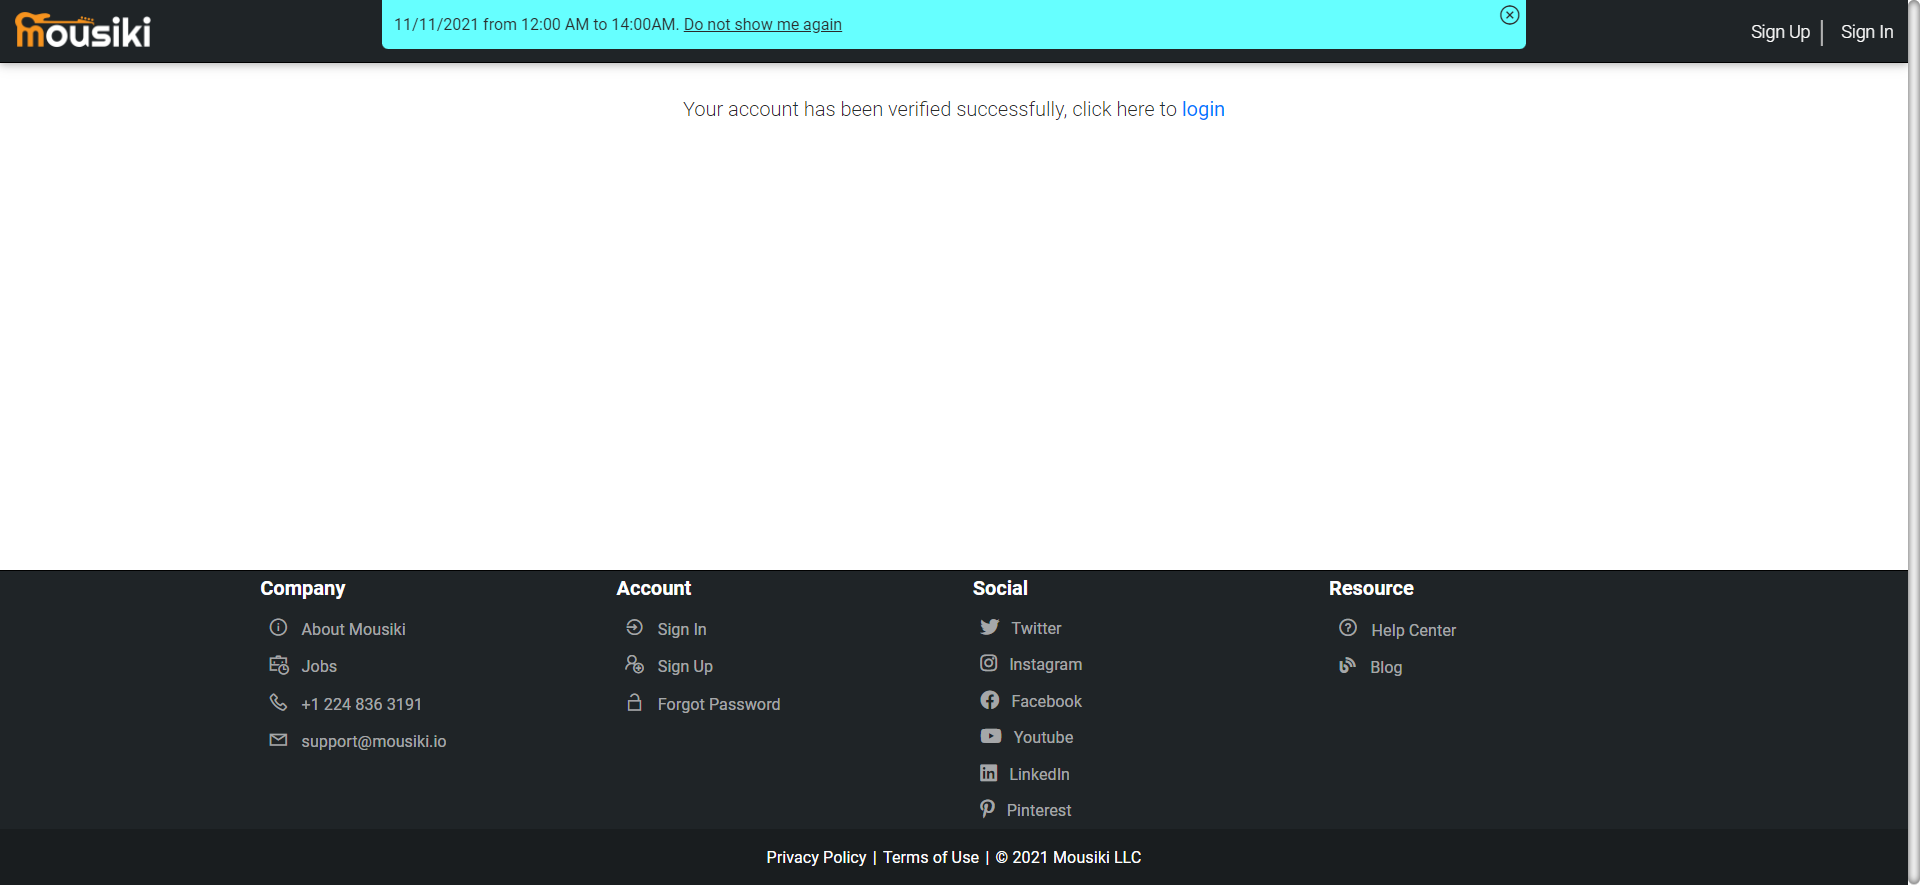 mousiki
11/11/2021 from 12:00 AM to 14:00AM. Do not show me again
Sign Up
Sign In
Your account has been verified successfully, click here to login
Company
About Mousiki
Jobs
+1 224 836 3191
support@mousiki.io
Account
Sign In
Sign Up
Forgot Password
Social
Twitter
Instagram
Facebook
Youtube
LinkedIn
Pinterest
Resource
Help Center
Blog
Privacy Policy | Terms of Use | © 2021 Mousiki LLC